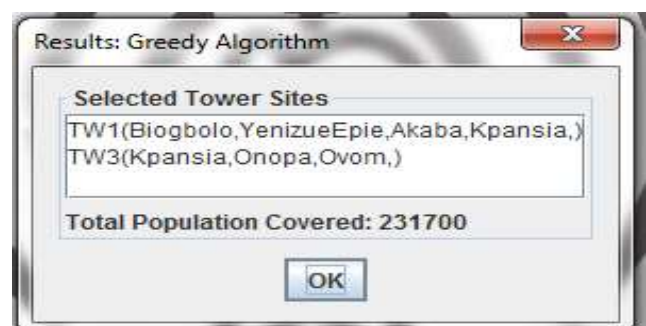 Results: Greedy Algorithm
Selected Tower Sites
TW1(Biogbolo,YenizueEpie,Akaba,Kpansia,)
TW3(Kpansia,Onopa,Ovom,)
Total Population Covered: 231700
OK